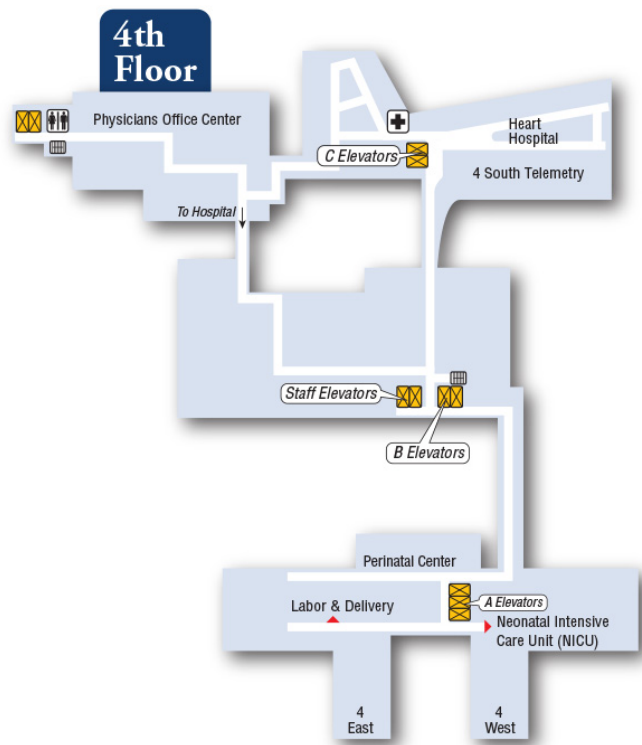 4th
Floor
Physicians Office Center
Heart
Hospital
C Elevators
4 South Telemetry
To Hospital
Staff Elevators
B Elevators
Perinatal Center
Labor & Delivery
A Elevators
Neonatal Intensive
Care Unit (NICU)
4
East
4
West